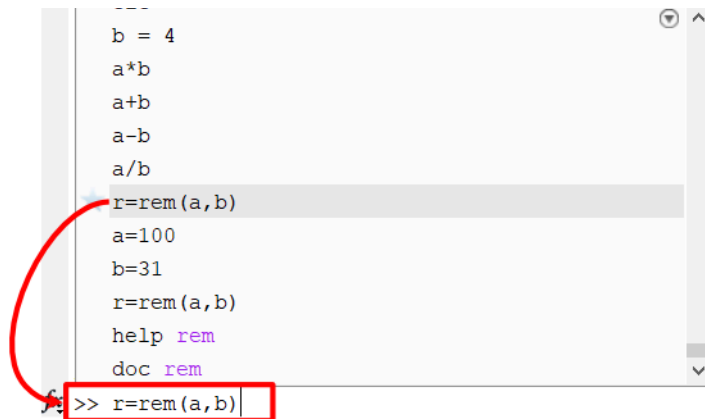 b = 4
a*b
a+b
a-b
a/b
r=rem(a,b)
a=100
b=31
r=rem(a,b)
help rem
doc rem
>> r=rem(a,b)